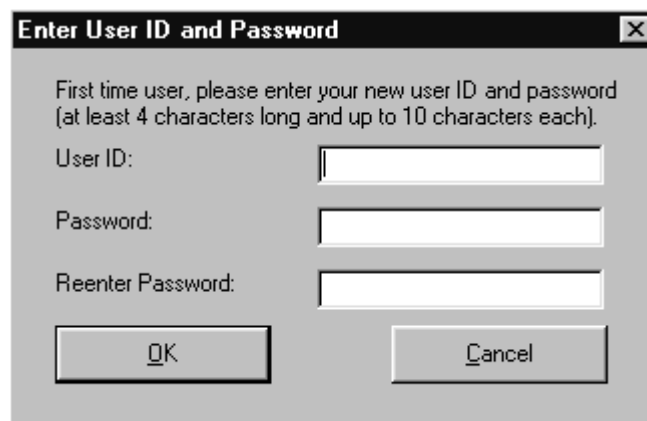 Enter User ID and Password
First time user, please enter your new user ID and password
(at least 4 characters long and up to 10 characters each).
User ID:
Password:
Reenter Password:
OK
Cancel